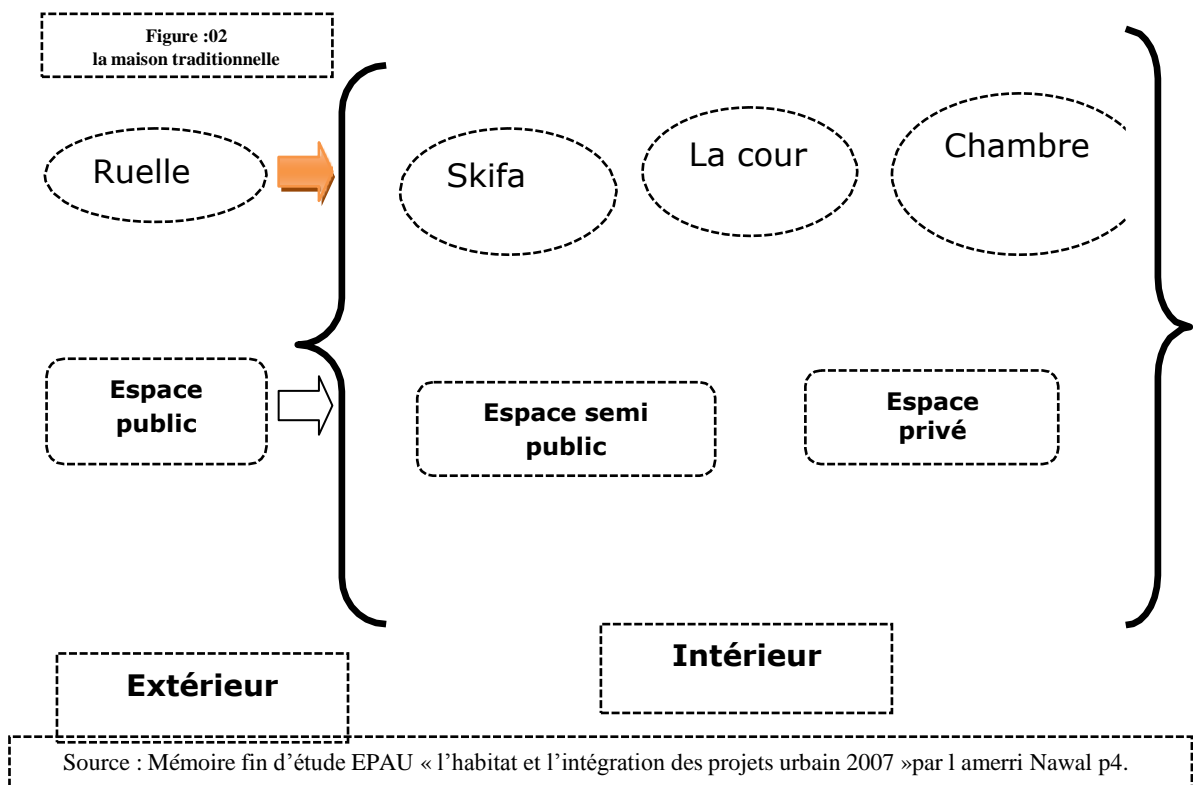 Figure :02
la maison traditionnelle
Ruelle
Skifa
La cour
Chambre
Espace
public
Espace semi
public
Espace
privé
Extérieur
Intérieur
Source : Mémoire fin d’étude EPAU « l’habitat et l’intégration des projets urbain 2007 »par l amerri Nawal p4.